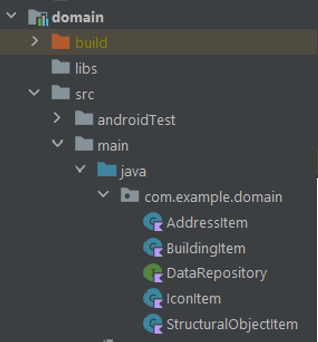 domain
build
libs
src
androidTest
main
java
com.example.domain
AddressItem
BuildingItem
DataRepository
IconItem
StructuralObjectItem